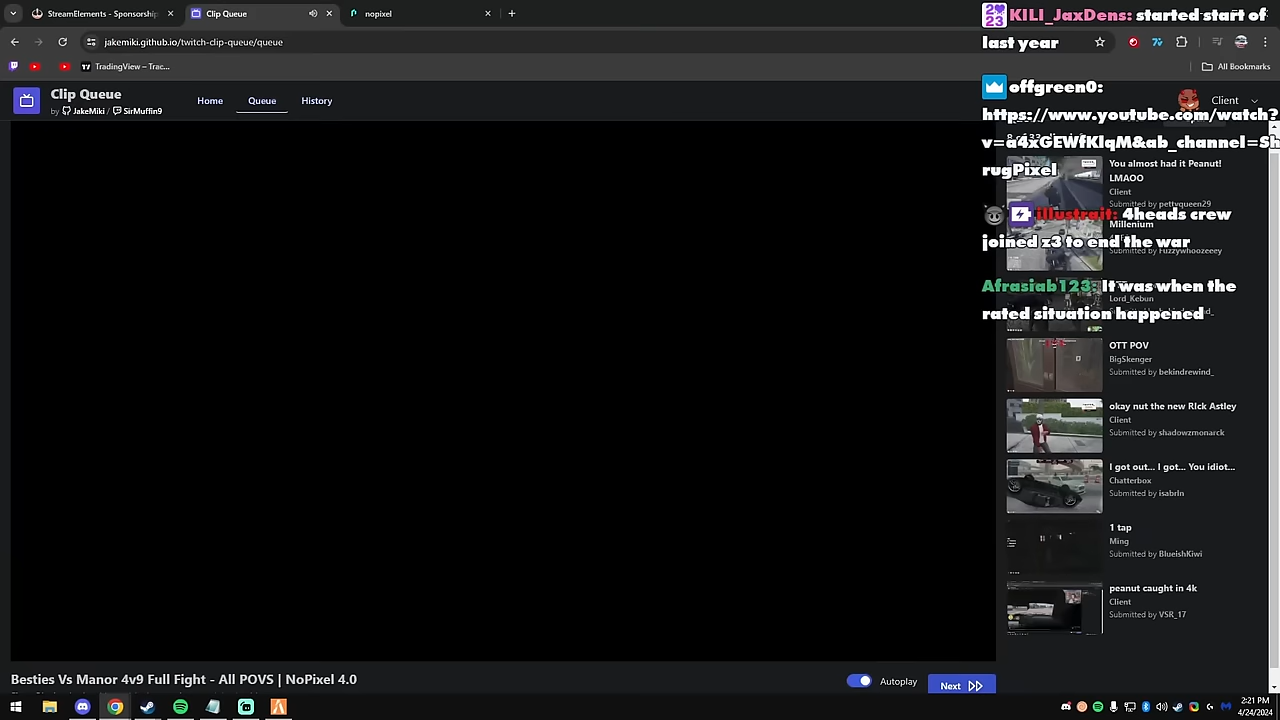 StreamElements - Sponsorship
Clip Queue
nopixel
jakemiki.github.io/twitch-clip-queue/queue
TradingView – Trac...
All Bookmarks
Clip Queue
by JakeMiki / SirMuffin9
Home
Queue
History
Client
KILI_JaxDens: started start of
last year
offgreen0:
https://www.youtube.com/watch?
v=a4xGEWfKlqM&ab_channel=Sh
rugPixel
illustrait: 4heads crew
joined z3 to end the war
Afrasiab123: It was when the
rated situation happened
You almost had it Peanut!
LMAOO
Client
Submitted by pettyqueen29
Millenium
Submitted by Fuzzywhoozeeey
Lord_Kebun
OTT POV
BigSkenger
Submitted by bekindrewind_
okay nut the new RIck Astley
Client
Submitted by shadowzmonarck
I got out... I got... You idiot...
Chatterbox
Submitted by isabrln
1 tap
Ming
Submitted by BlueishKiwi
peanut caught in 4k
Client
Submitted by VSR_17
Besties Vs Manor 4v9 Full Fight - All POVS | NoPixel 4.0
Autoplay
Next
2:21 PM
4/24/2024